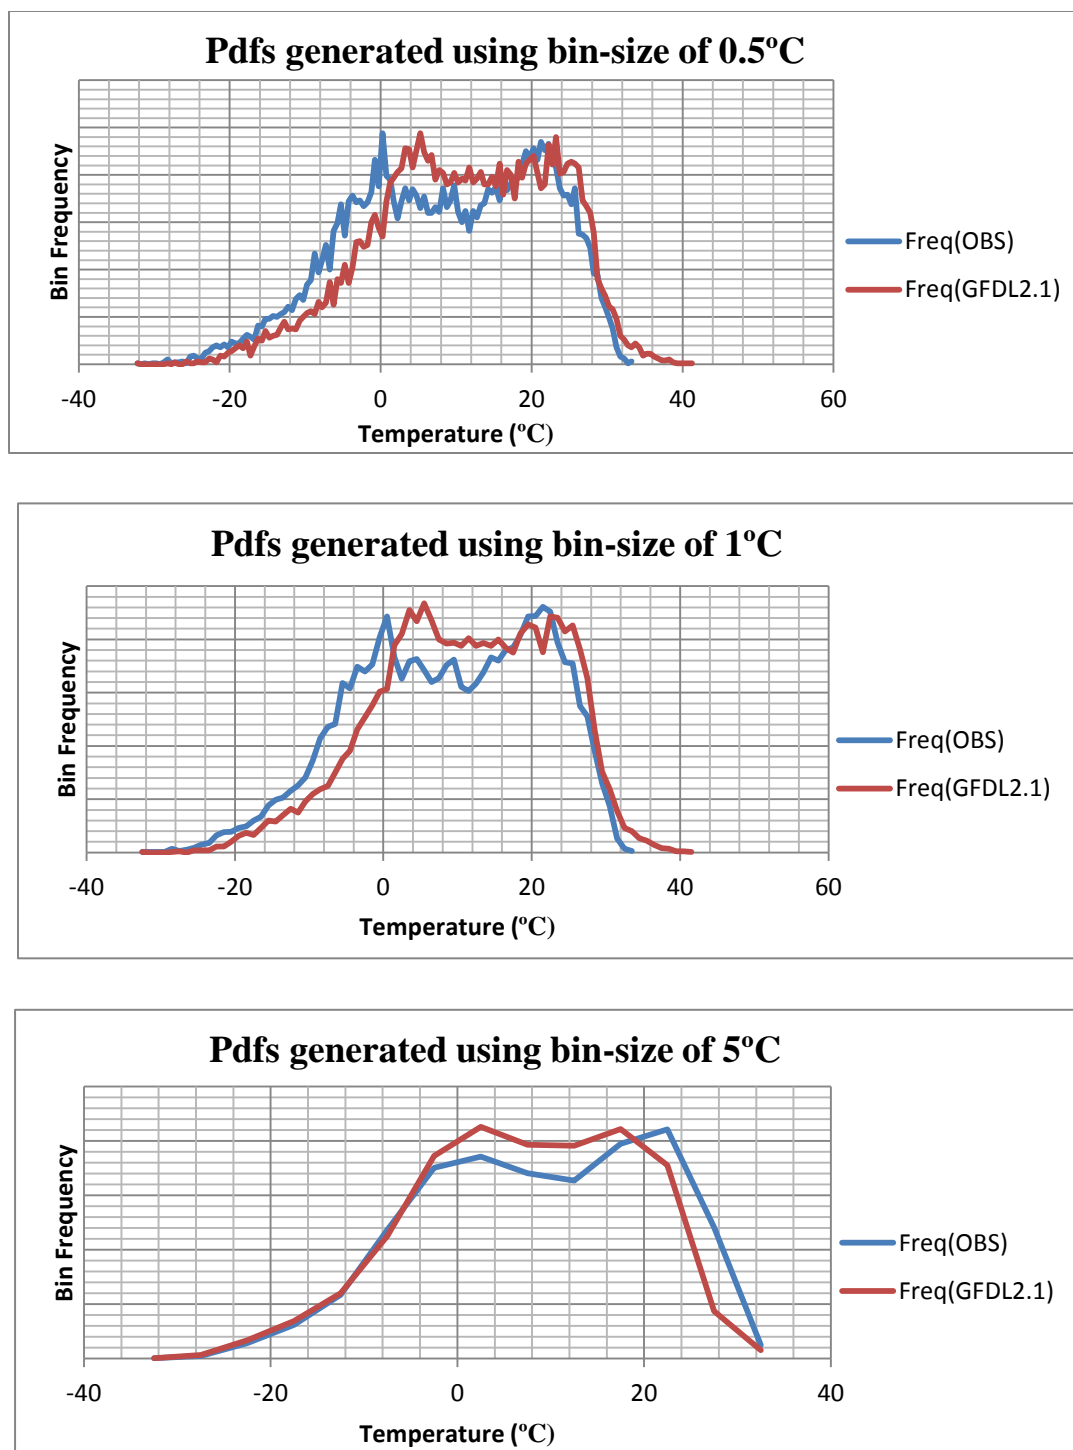 Pdfs generated using bin-size of 0.5ºC
Bin Frequency
Freq(OBS)
Freq(GFDL2.1)
-40 -20 0 20 40 60
Temperature (ºC)
Pdfs generated using bin-size of 1ºC
Bin Frequency
Freq(OBS)
Freq(GFDL2.1)
-40 -20 0 20 40 60
Temperature (ºC)
Pdfs generated using bin-size of 5ºC
Bin Frequency
Freq(OBS)
Freq(GFDL2.1)
-40 -20 0 20 40
Temperature (ºC)